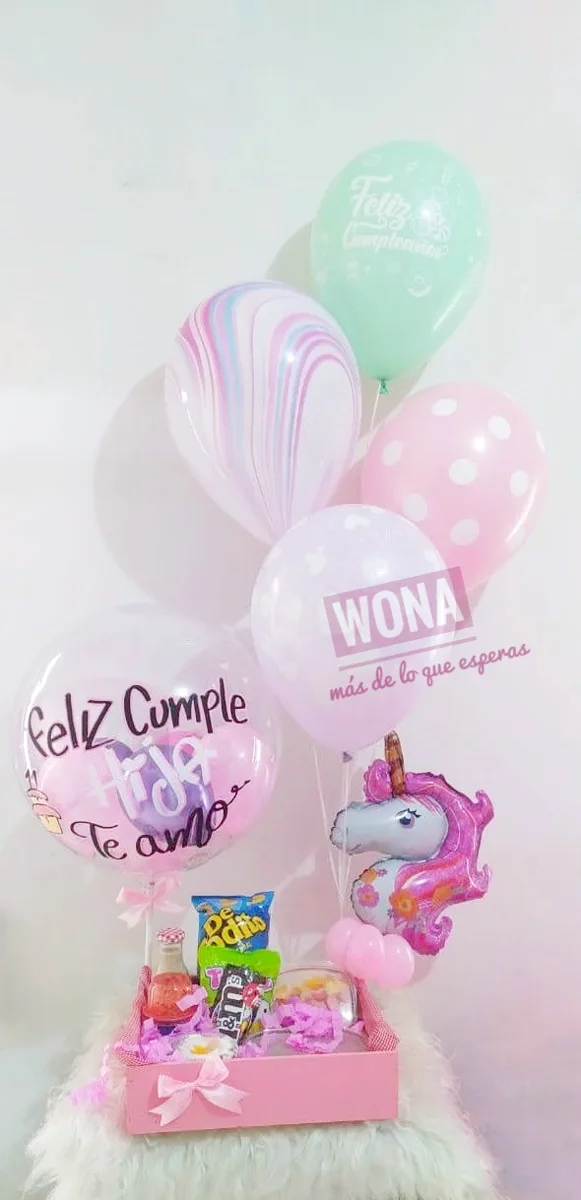 Feliz
Cumpleaños
WONA
más de lo que esperas
Feliz Cumple
Hija
Te amo
De
Todito
m&m's